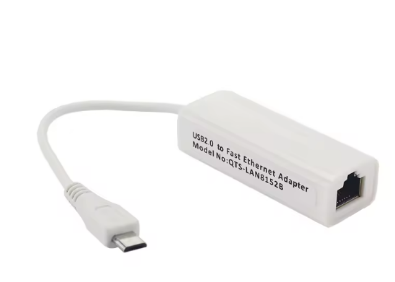 USB2.0 to Fast Ethernet Adapter
Model No:QTS-LAN8152B